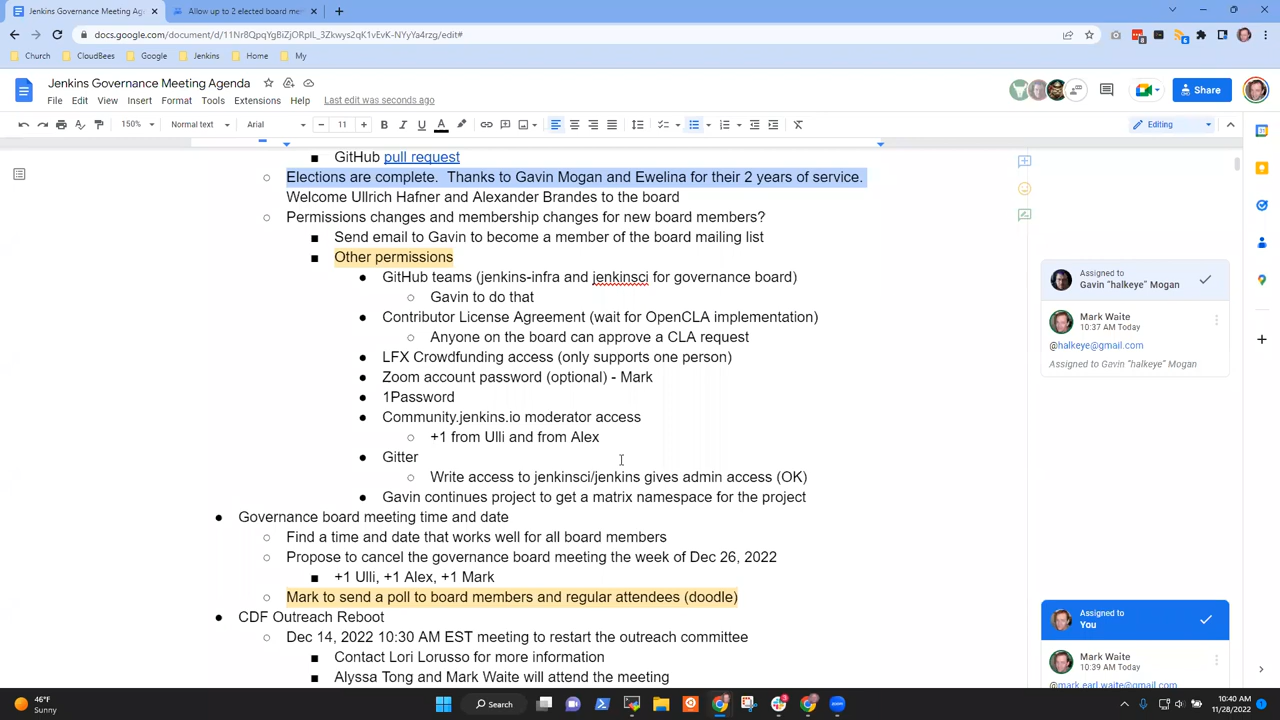 Jenkins Governance Meeting Agenda
Allow up to 2 elected board mem
docs.google.com/document/d/11Nr8QpqYgBiZjORpIL_3Zkwys2qK1vEvK-NYyYa4rzg/edit#
Church CloudBees Google Jenkins Home My
Jenkins Governance Meeting Agenda
File Edit View Insert Format Tools Extensions Help Last edit was seconds ago
Share
150% Normal text Arial 11 Editing
GitHub pull request
Elections are complete. Thanks to Gavin Mogan and Ewelina for their 2 years of service.
Welcome Ullrich Hafner and Alexander Brandes to the board
Permissions changes and membership changes for new board members?
Send email to Gavin to become a member of the board mailing list
Other permissions
GitHub teams (jenkins-infra and jenkinsci for governance board)
Gavin to do that
Contributor License Agreement (wait for OpenCLA implementation)
Anyone on the board can approve a CLA request
LFX Crowdfunding access (only supports one person)
Zoom account password (optional) - Mark
1Password
Community.jenkins.io moderator access
+1 from Ulli and from Alex
Gitter
Write access to jenkinsci/jenkins gives admin access (OK)
Gavin continues project to get a matrix namespace for the project
Governance board meeting time and date
Find a time and date that works well for all board members
Propose to cancel the governance board meeting the week of Dec 26, 2022
+1 Ulli, +1 Alex, +1 Mark
Mark to send a poll to board members and regular attendees (doodle)
CDF Outreach Reboot
Dec 14, 2022 10:30 AM EST meeting to restart the outreach committee
Contact Lori Lorusso for more information
Alyssa Tong and Mark Waite will attend the meeting
Assigned to
Gavin "halkeye" Mogan
Mark Waite
10:37 AM Today
@halkeye@gmail.com
Assigned to Gavin "halkeye" Mogan
Assigned to
You
Mark Waite
10:39 AM Today
@mark.earl.waite@gmail.com
46°F
Sunny
Search
10:40 AM
11/28/2022